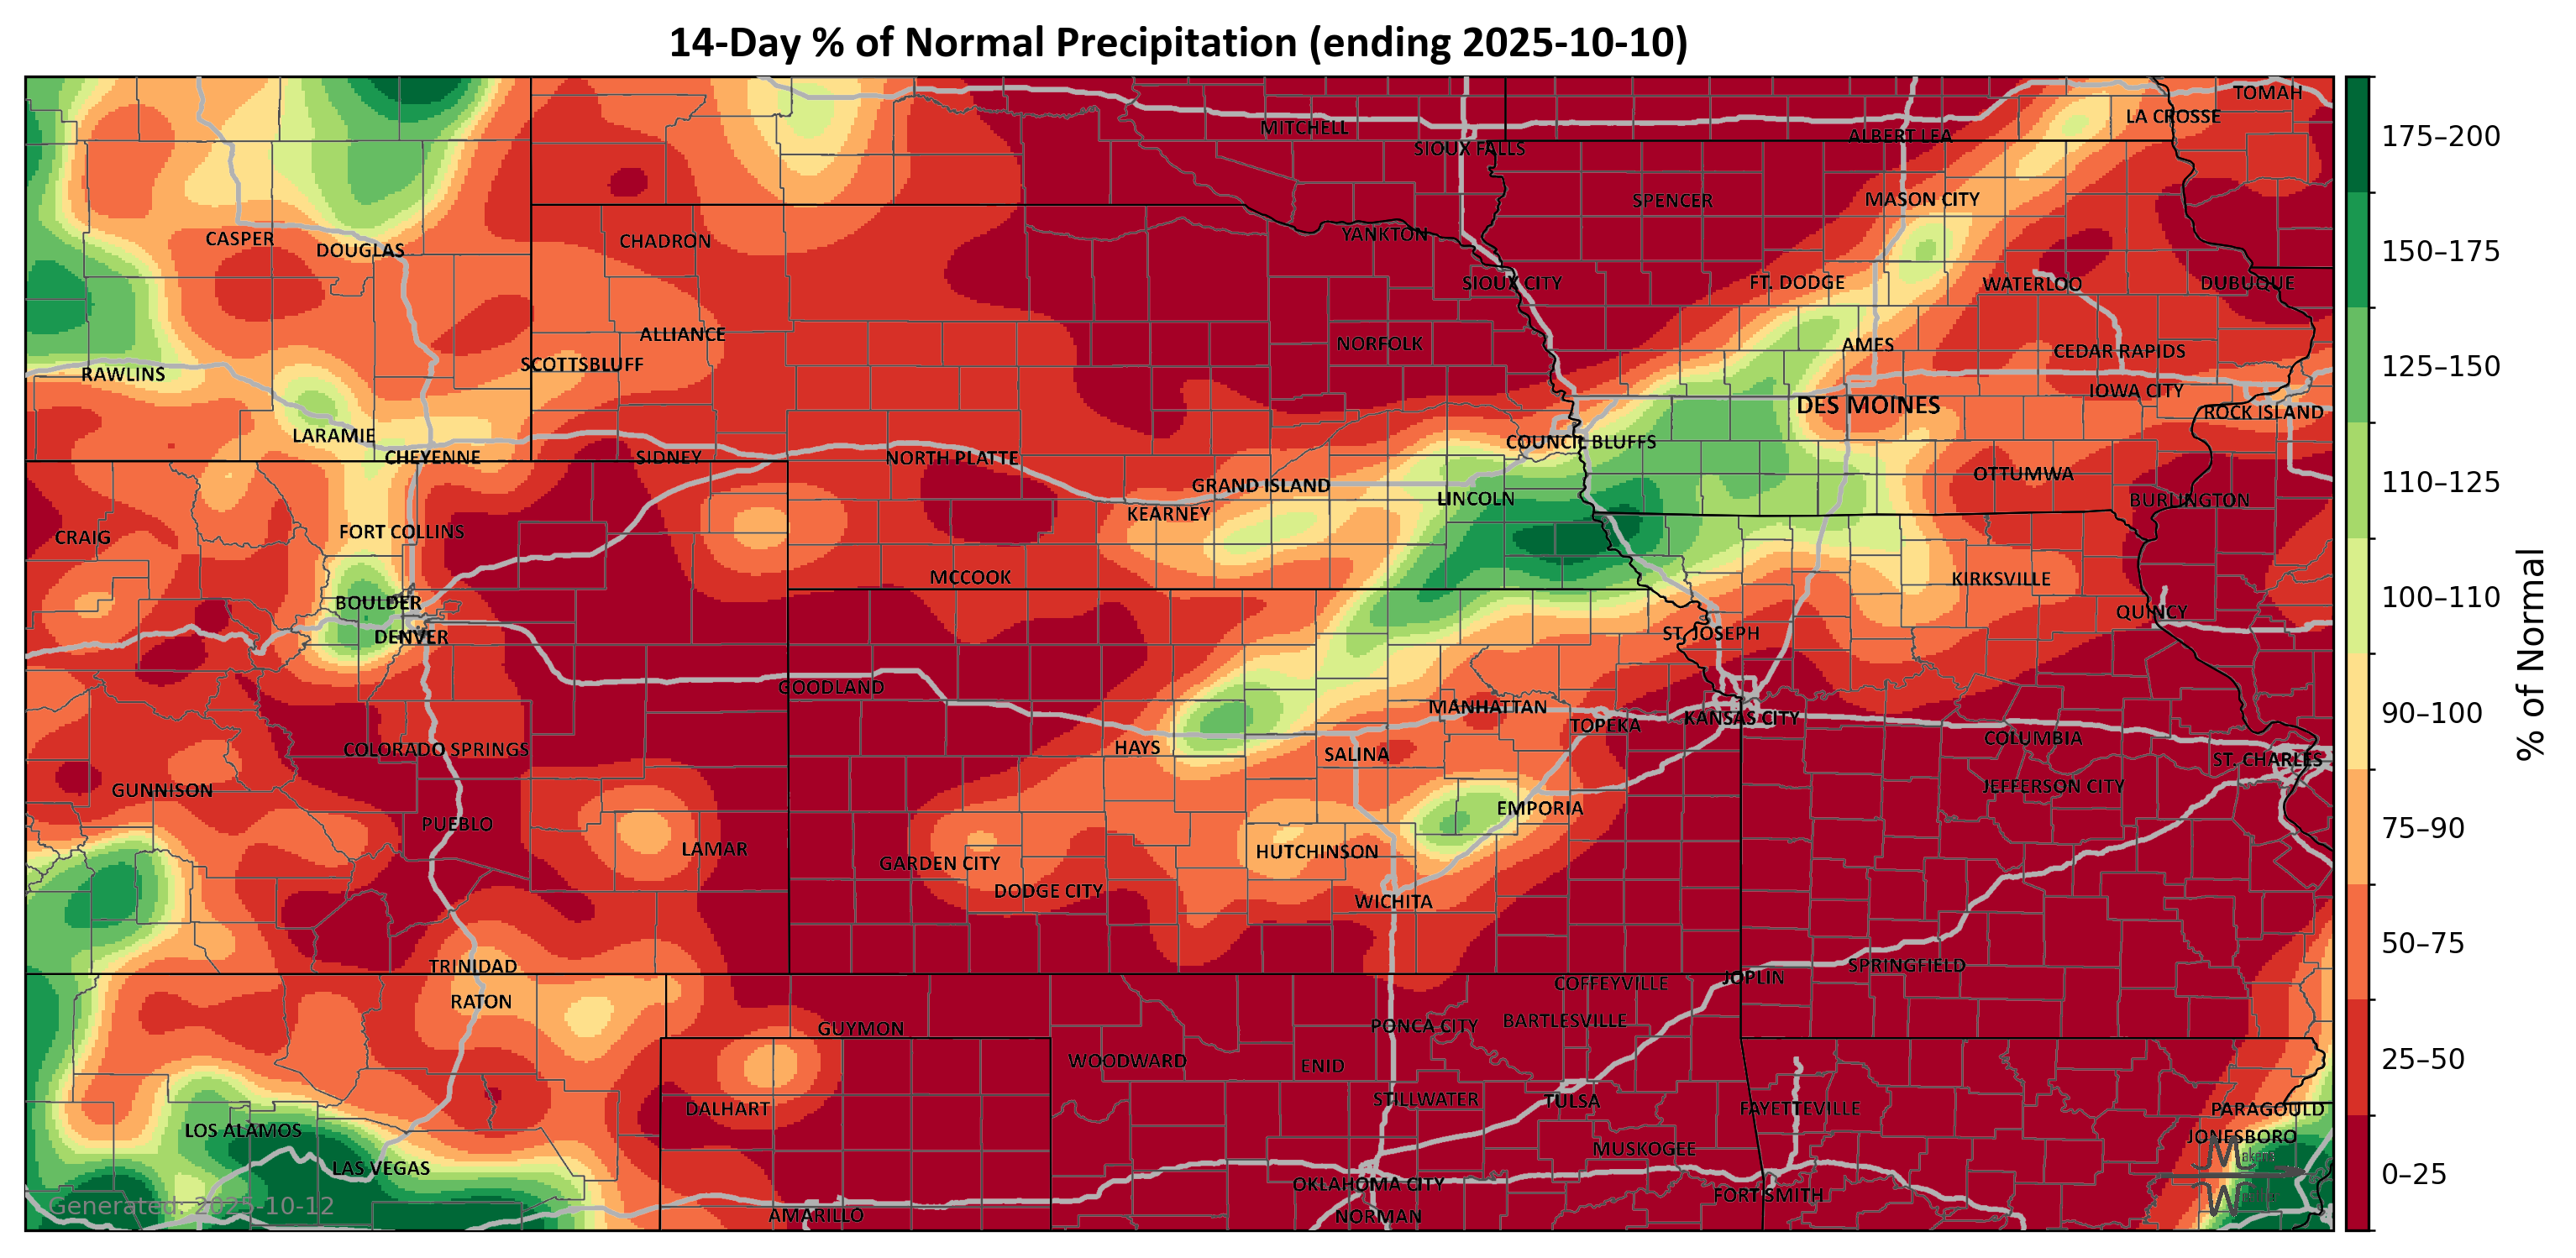 14-Day % of Normal Precipitation (ending 2025-10-10)
TOMAH
LA CROSSE
MITCHELL
ALBERT LEA
SIOUX FALLS
SPENCER
MASON CITY
CASPER
DOUGLAS
CHADRON
YANKTON
SIOUX CITY
FT. DODGE
WATERLOO
DUBUQUE
ALLIANCE
NORFOLK
AMES
CEDAR RAPIDS
SCOTTSBLUFF
RAWLINS
IOWA CITY
DES MOINES
ROCK ISLAND
LARAMIE
COUNCIL BLUFFS
CHEYENNE
SIDNEY
NORTH PLATTE
OTTUMWA
GRAND ISLAND
LINCOLN
BURLINGTON
KEARNEY
CRAIG
FORT COLLINS
MCCOOK
KIRKSVILLE
BOULDER
QUINCY
DENVER
ST. JOSEPH
GOODLAND
MANHATTAN
TOPEKA
KANSAS CITY
COLUMBIA
COLORADO SPRINGS
HAYS
SALINA
ST. CHARLES
GUNNISON
JEFFERSON CITY
EMPORIA
PUEBLO
LAMAR
HUTCHINSON
GARDEN CITY
DODGE CITY
WICHITA
TRINIDAD
SPRINGFIELD
JOPLIN
COFFEYVILLE
RATON
GUYMON
PONCA CITY
BARTLESVILLE
WOODWARD
ENID
STILLWATER
TULSA
DALHART
FAYETTEVILLE
PARAGOULD
LOS ALAMOS
JONESBORO
MUSKOGEE
LAS VEGAS
OKLAHOMA CITY
FORT SMITH
AMARILLO
NORMAN
Generated: 2025-10-12
175–200
150–175
125–150
110–125
100–110
90–100
75–90
50–75
25–50
0–25
% of Normal